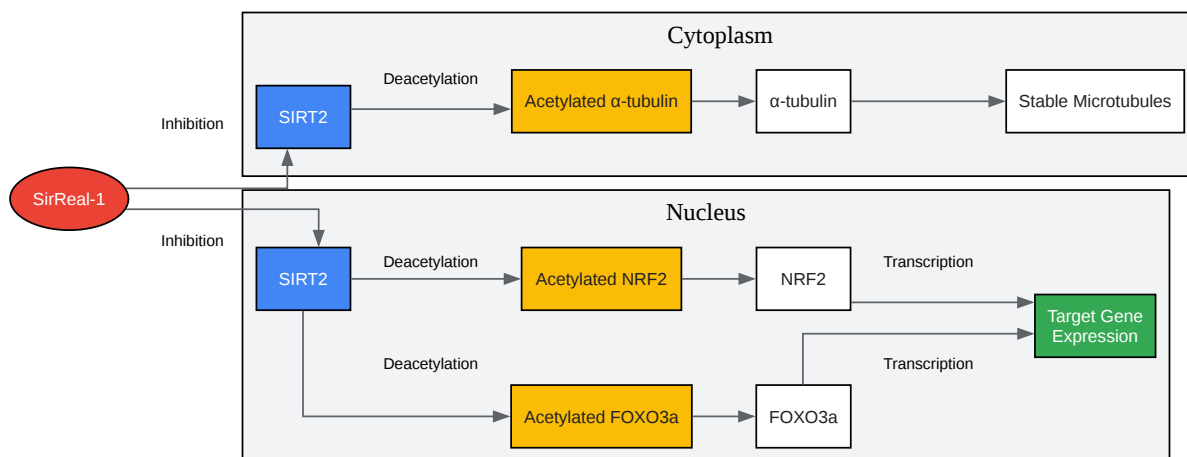 Cytoplasm
Deacetylation
SIRT2
Acetylated α-tubulin
α-tubulin
Stable Microtubules
Inhibition
SirReal-1
Nucleus
Inhibition
SIRT2
Deacetylation
Acetylated NRF2
NRF2
Transcription
Target Gene
Expression
Deacetylation
Transcription
Acetylated FOXO3a
FOXO3a